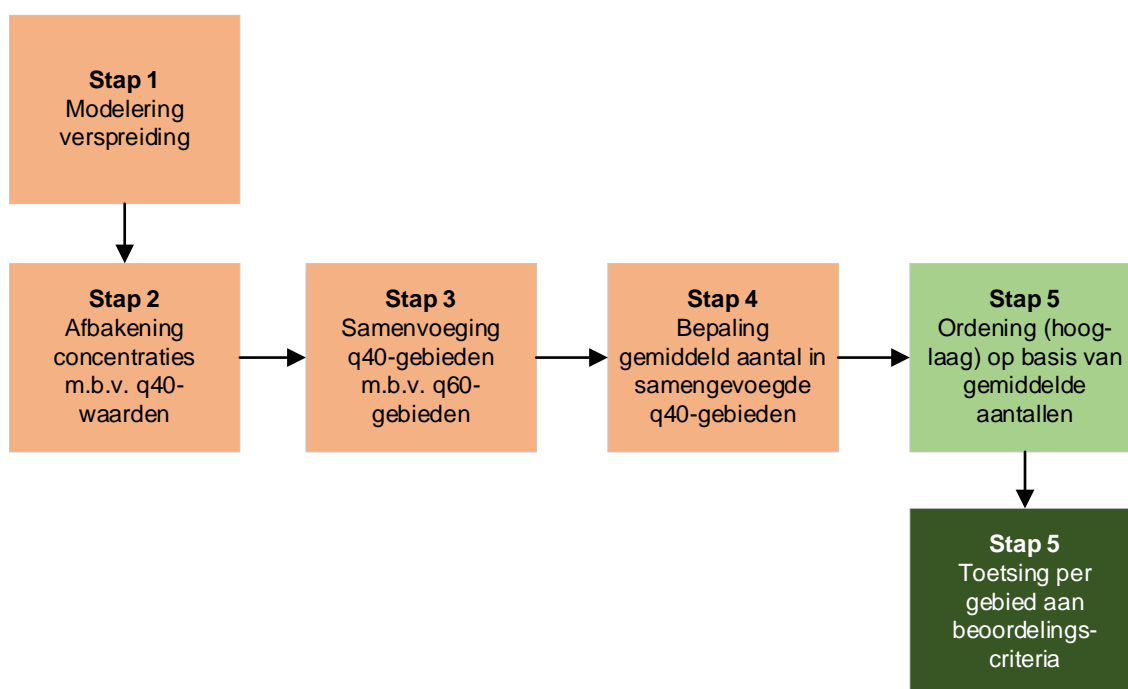 Stap 1
Modelering
verspreiding
Stap 2
Afbakening
concentraties
m.b.v. q40-
waarden
Stap 3
Samenvoeging
q40-gebieden
m.b.v. q60-
gebieden
Stap 4
Bepaling
gemiddeld aantal in
samengevoegde
q40-gebieden
Stap 5
Ordening (hoog-
laag) op basis van
gemiddelde
aantallen
Stap 5
Toetsing per
gebied aan
beoordelings-
criteria